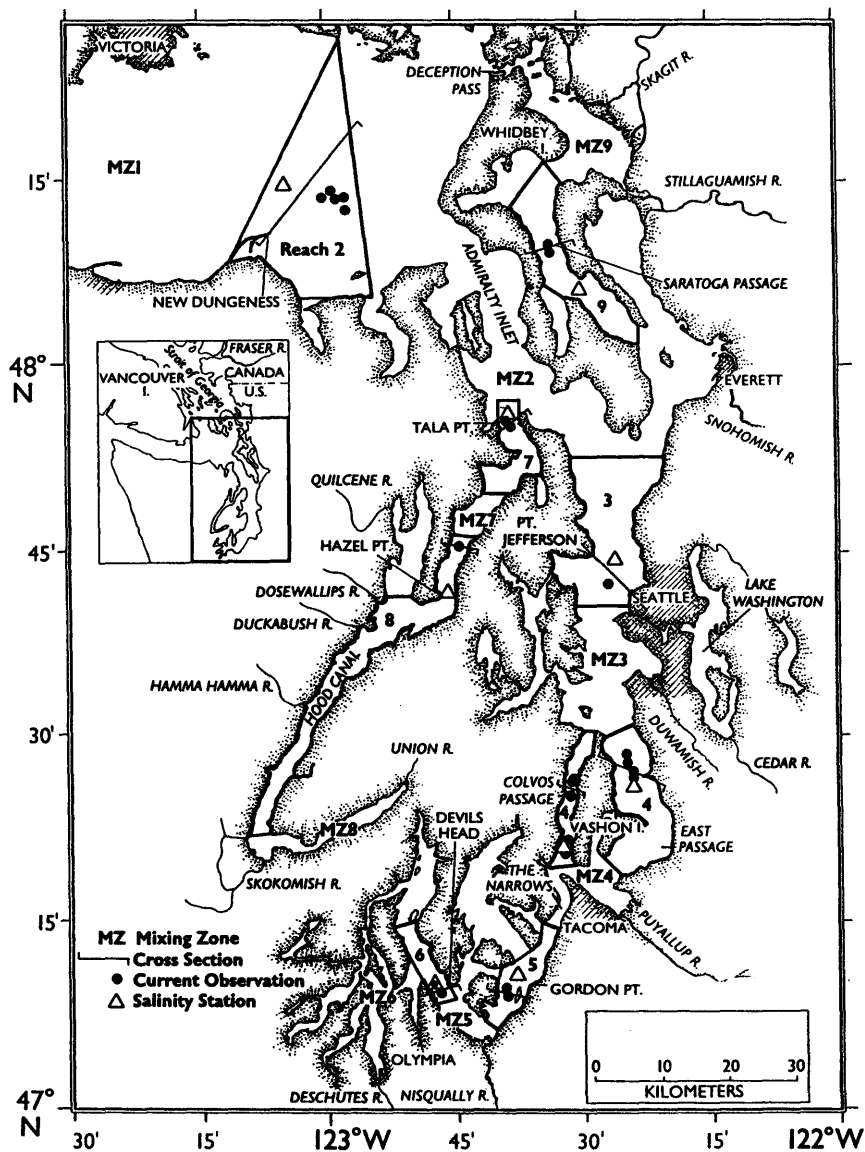 VICTORIA
DECEPTION
PASS
SKAGIT R.
WHIDBEY
I.
MZ9
MZ1
15'
STILLAGUAMISH R.
Reach 2
ADMIRALTY INLET
SARATOGA PASSAGE
NEW DUNGENESS
9
FRASER R.
Strait of Georgia
VANCOUVER
I.
CANADA
U.S.
48°
N
MZ2
EVERETT
TALA PT.
SNOHOMISH R.
7
QUILCENE R.
3
MZ7
PT.
JEFFERSON
45'
HAZEL PT.
DOSEWALLIPS R.
SEATTLE
LAKE
WASHINGTON
DUCKABUSH R.
8
MZ3
HAMMA HAMMA R.
HOOD CANAL
30'
UNION R.
DUWAMISH R.
CEDAR R.
COLVOS
PASSAGE
4
4
DEVILS
HEAD
VASHON I.
EAST
PASSAGE
MZ8
THE
NARROWS
MZ4
SKOKOMISH R.
15'
TACOMA
PUYALLUP R.
MZ Mixing Zone
Cross Section
Current Observation
Salinity Station
6
5
GORDON PT.
MZ6
MZ5
OLYMPIA
DESCHUTES R.
NISQUALLY R.
0 10 20 30
KILOMETERS
47°
N
30' 15' 123°W 45' 30' 15' 122°W